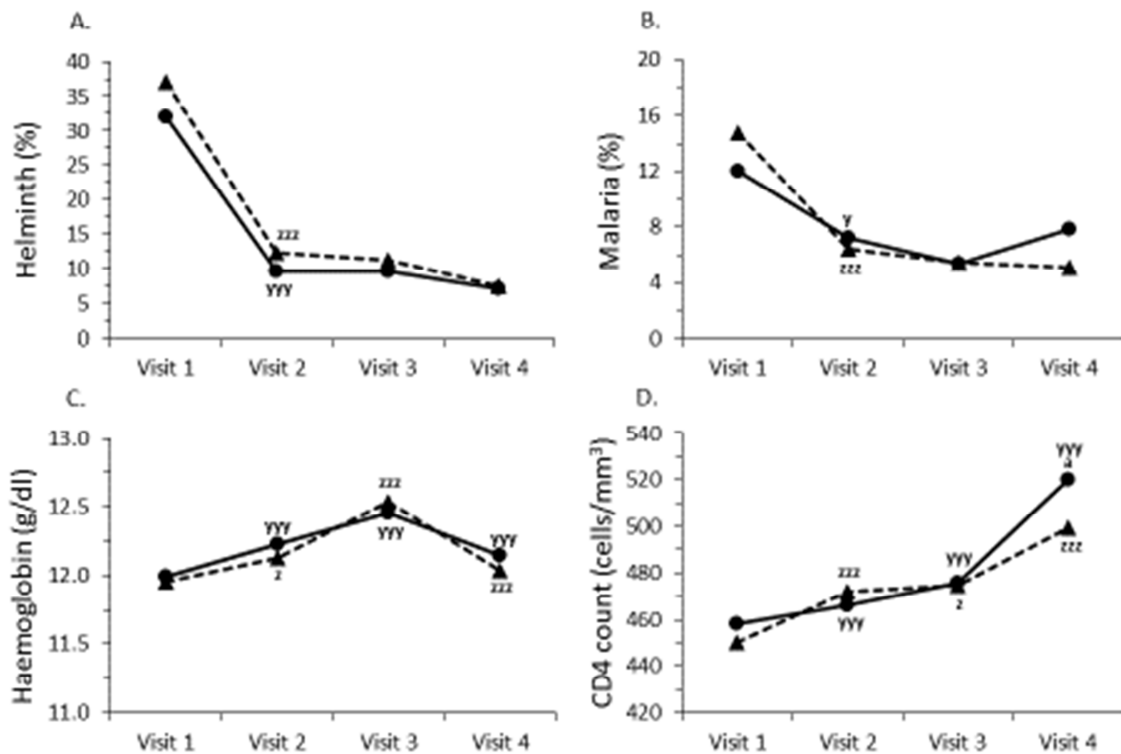 A.
Helminth (%)
40
35
30
25
20
15
10
5
0
zzz
yyy
Visit 1 Visit 2 Visit 3 Visit 4
B.
Malaria (%)
20
16
12
8
4
0
y
zzz
Visit 1 Visit 2 Visit 3 Visit 4
C.
Haemoglobin (g/dl)
13.0
12.5
12.0
11.5
11.0
yyy
z
zzz
yyy
yyy
zzz
Visit 1 Visit 2 Visit 3 Visit 4
D.
CD4 count (cells/mm³)
540
520
500
480
460
440
420
zzz
yyy
yyy
z
yyy
a
zzz
Visit 1 Visit 2 Visit 3 Visit 4